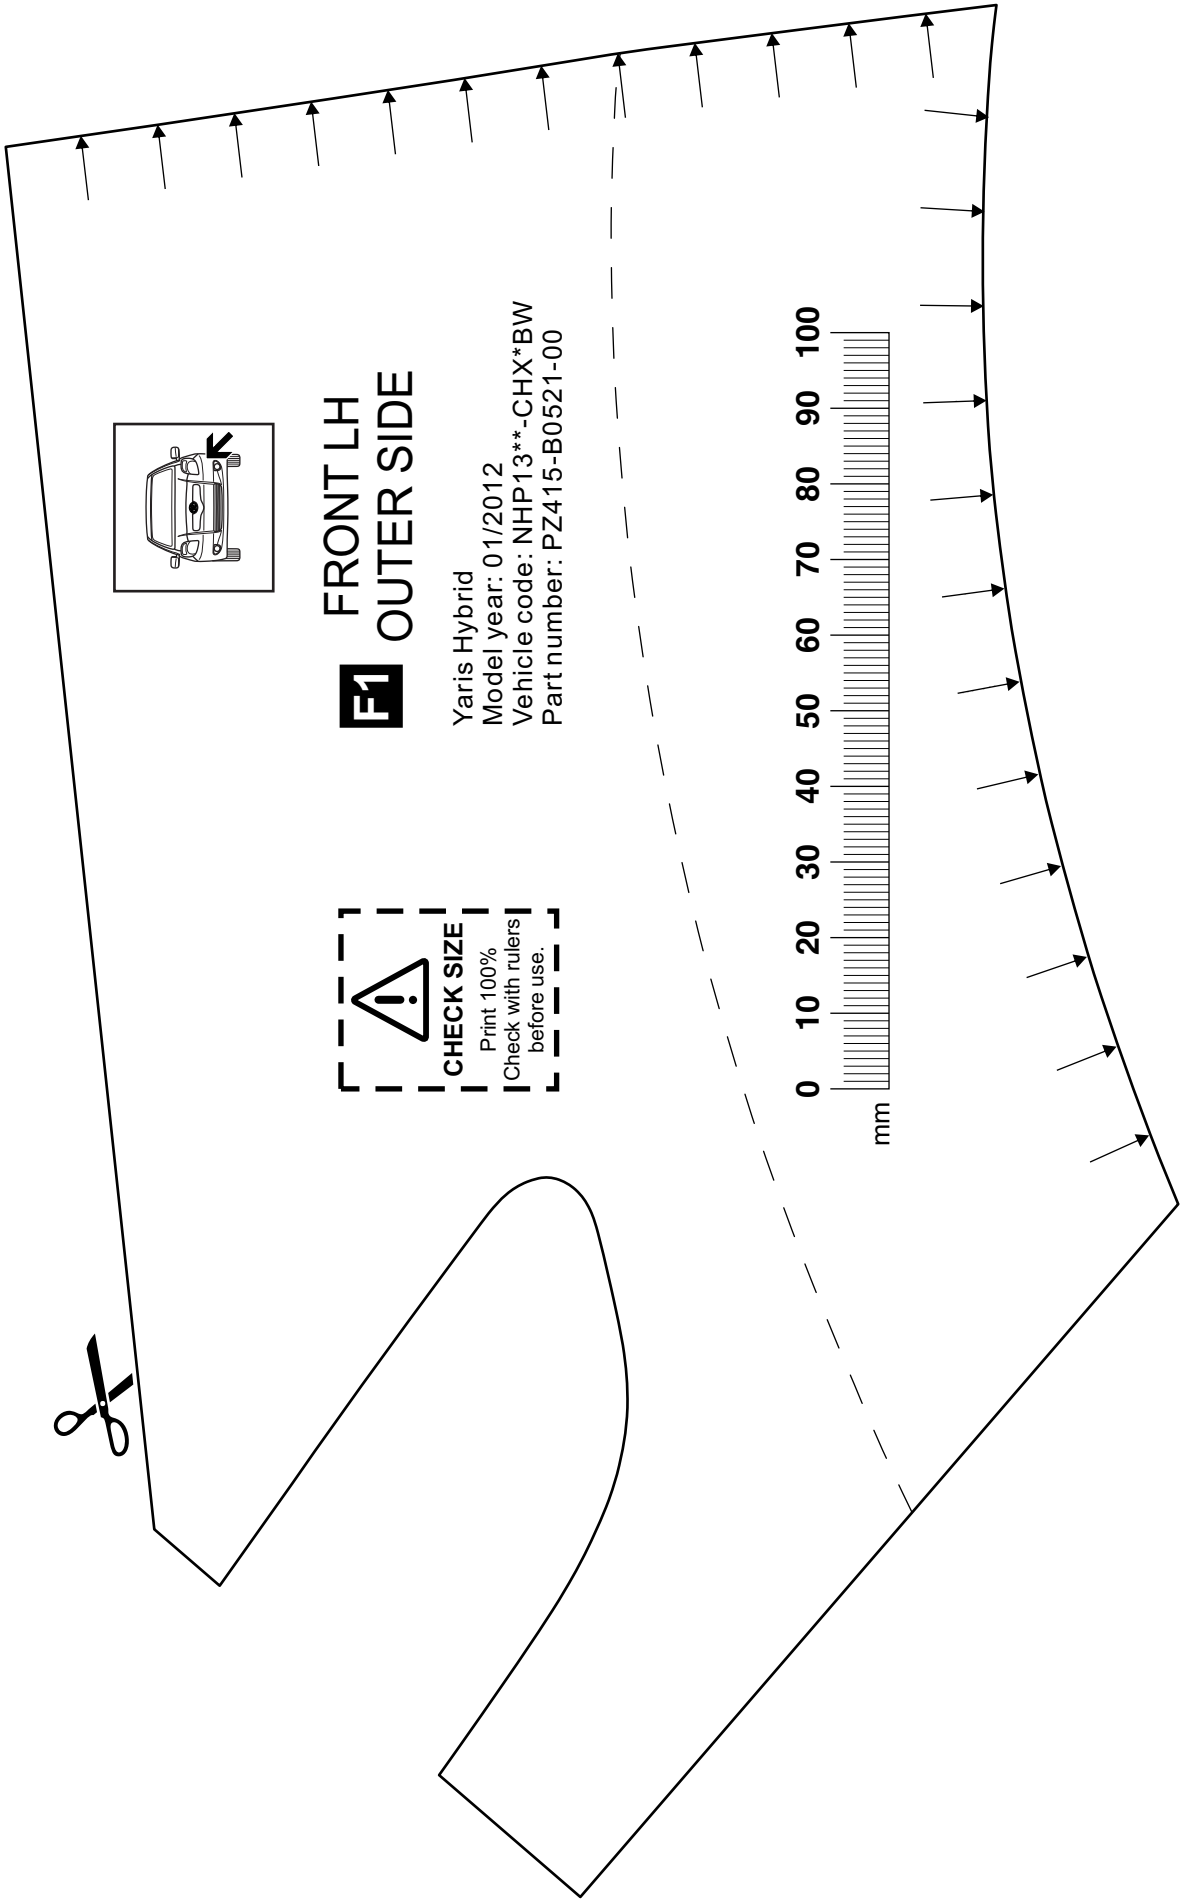 F1
FRONT LH
OUTER SIDE
Yaris Hybrid
Model year: 01/2012
Vehicle code: NHP13**-CHX*BW
Part number: PZ415-B0521-00
CHECK SIZE
Print 100%
Check with rulers
before use.
0 10 20 30 40 50 60 70 80 90 100
mm